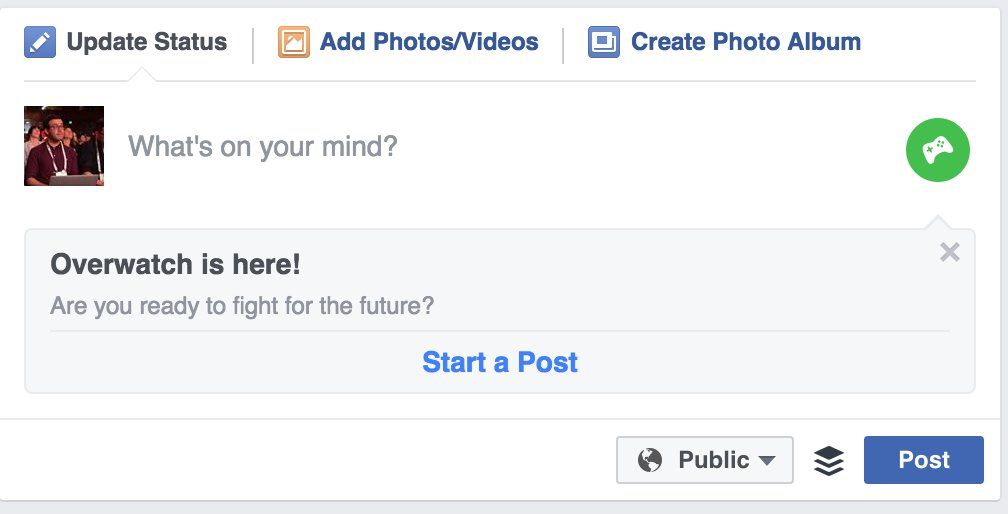 Update Status
Add Photos/Videos
Create Photo Album
What's on your mind?
Overwatch is here!
Are you ready to fight for the future?
Start a Post
Public
Post